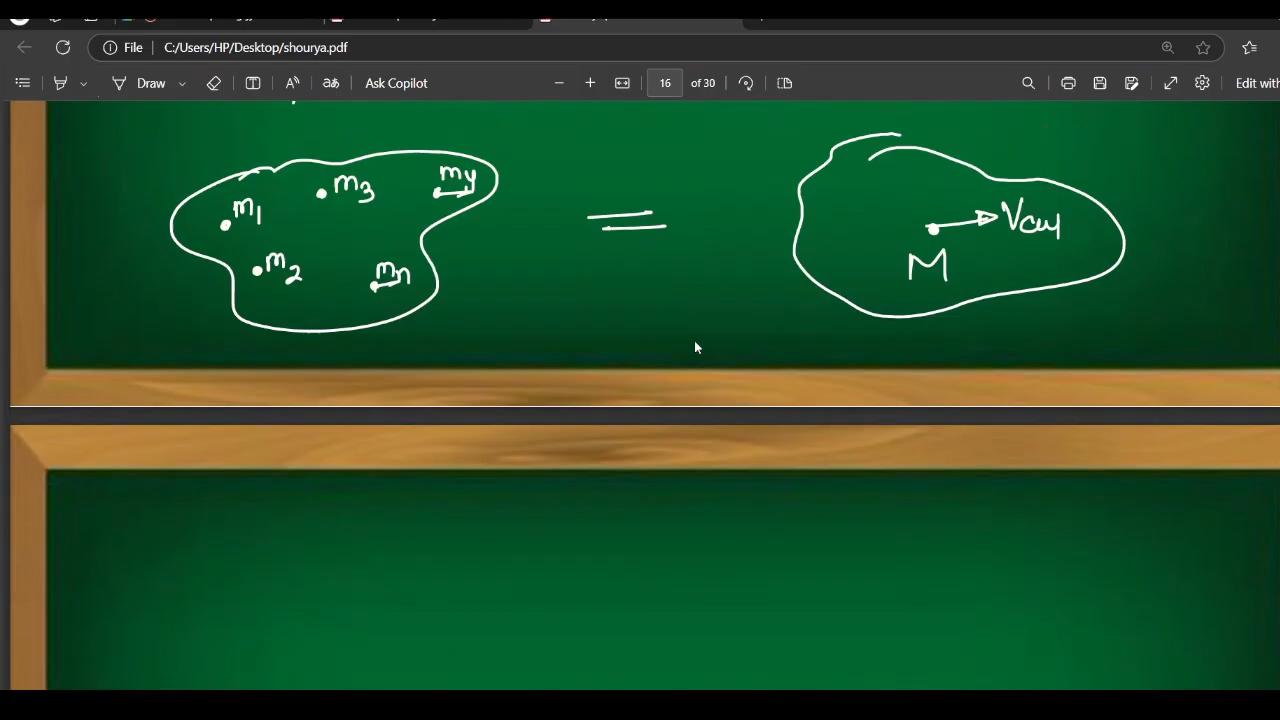 File C:/Users/HP/Desktop/shourya.pdf
Draw Ask Copilot 16 of 30 Edit with
m1 m3 m4
m2 mn
=
Vcm
M